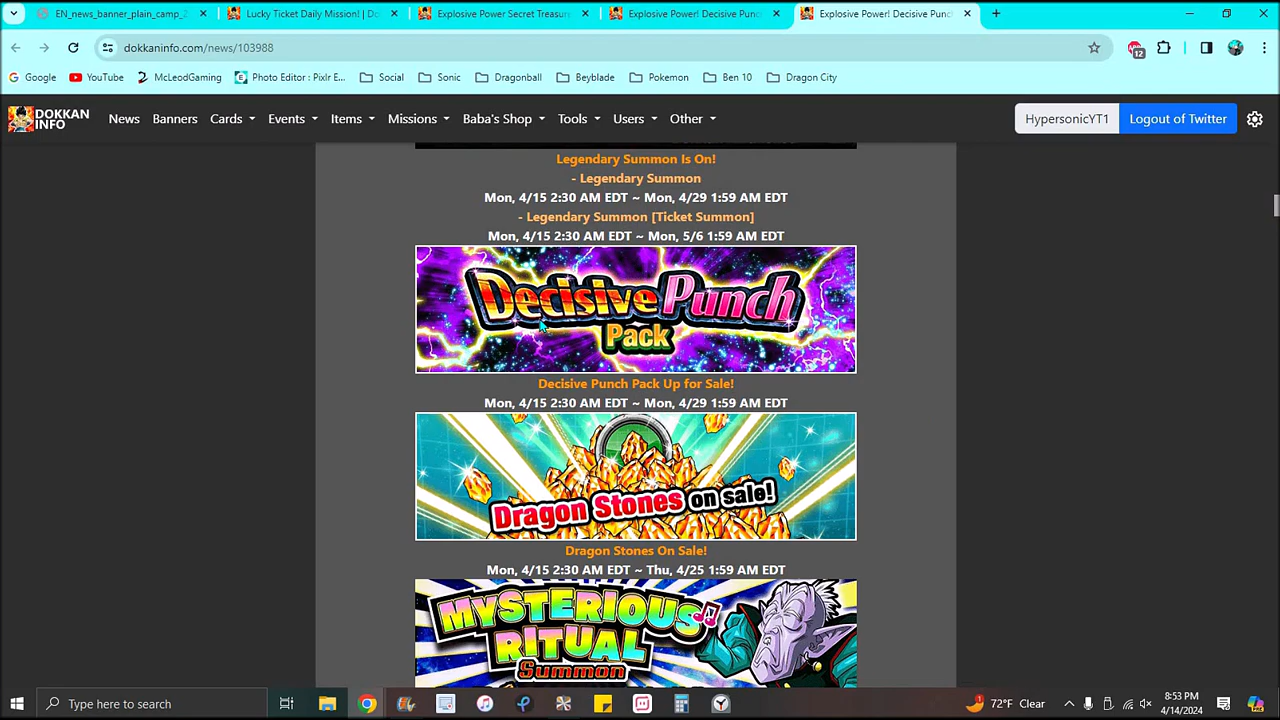 EN_news_banner_plain_camp_2
Lucky Ticket Daily Mission! | Do
Explosive Power Secret Treasure
Explosive Power! Decisive Punch
Explosive Power! Decisive Punch
dokkaninfo.com/news/103988
12
Google
YouTube
McLeodGaming
Photo Editor : Pixlr E...
Social
Sonic
Dragonball
Beyblade
Pokemon
Ben 10
Dragon City
DOKKAN
INFO
News
Banners
Cards
Events
Items
Missions
Baba's Shop
Tools
Users
Other
HypersonicYT1
Logout of Twitter
Legendary Summon Is On!
- Legendary Summon
Mon, 4/15 2:30 AM EDT ~ Mon, 4/29 1:59 AM EDT
- Legendary Summon [Ticket Summon]
Mon, 4/15 2:30 AM EDT ~ Mon, 5/6 1:59 AM EDT
Decisive Punch
Pack
Decisive Punch Pack Up for Sale!
Mon, 4/15 2:30 AM EDT ~ Mon, 4/29 1:59 AM EDT
Dragon Stones on sale!
Dragon Stones On Sale!
Mon, 4/15 2:30 AM EDT ~ Thu, 4/25 1:59 AM EDT
MYSTERIOUS
RITUAL
Summon
Type here to search
72°F Clear
8:53 PM
4/14/2024